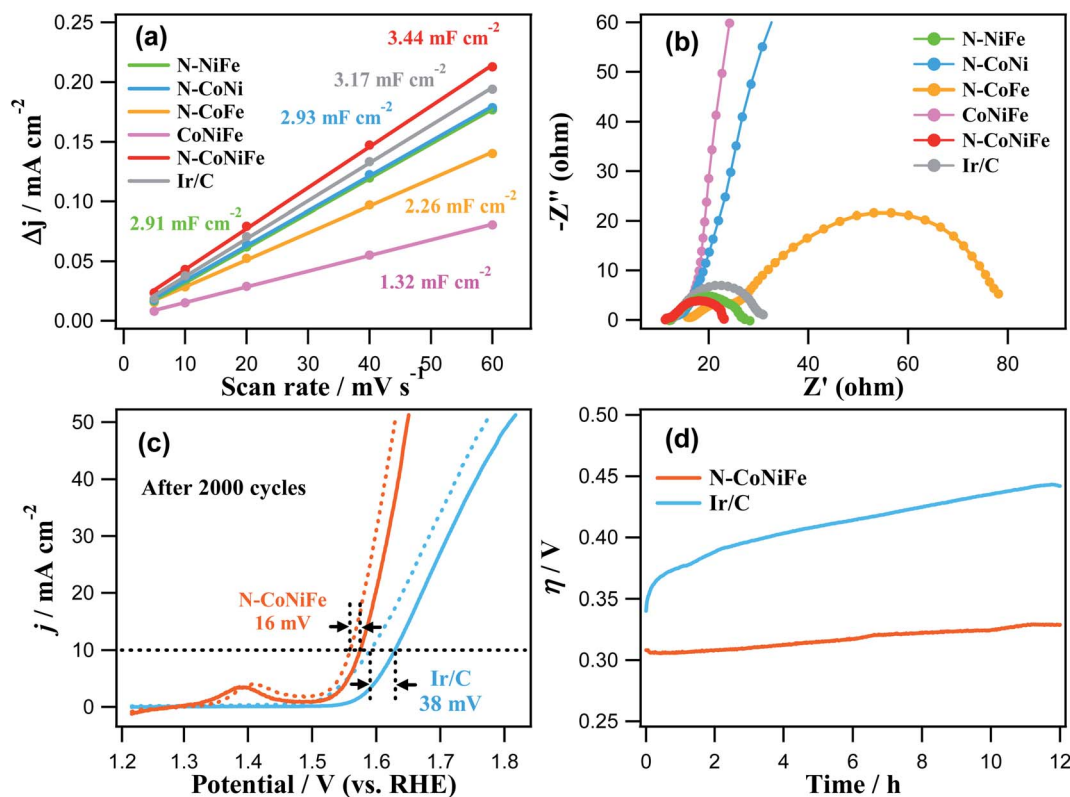 (a)
N-NiFe
N-CoNi
N-CoFe
CoNiFe
N-CoNiFe
Ir/C
3.44 mF cm⁻²
3.17 mF cm⁻²
2.93 mF cm⁻²
2.91 mF cm⁻²
2.26 mF cm⁻²
1.32 mF cm⁻²
Δj / mA cm⁻²
0.25
0.20
0.15
0.10
0.05
0.00
0 10 20 30 40 50 60
Scan rate / mV s⁻¹
(b)
N-NiFe
N-CoNi
N-CoFe
CoNiFe
N-CoNiFe
Ir/C
-Z'' (ohm)
60
50
40
30
20
10
0
0 20 40 60 80
Z' (ohm)
(c)
After 2000 cycles
N-CoNiFe
16 mV
Ir/C
38 mV
j / mA cm⁻²
50
40
30
20
10
0
1.2 1.3 1.4 1.5 1.6 1.7 1.8
Potential / V (vs. RHE)
(d)
N-CoNiFe
Ir/C
η / V
0.50
0.45
0.40
0.35
0.30
0.25
0 2 4 6 8 10 12
Time / h